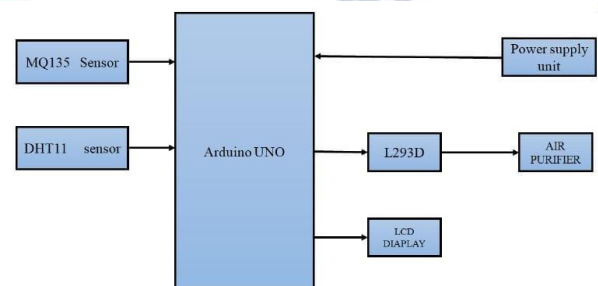 MQ135 Sensor
Power supply
unit
DHT11 sensor
Arduino UNO
L293D
AIR
PURIFIER
LCD
DIAPLAY